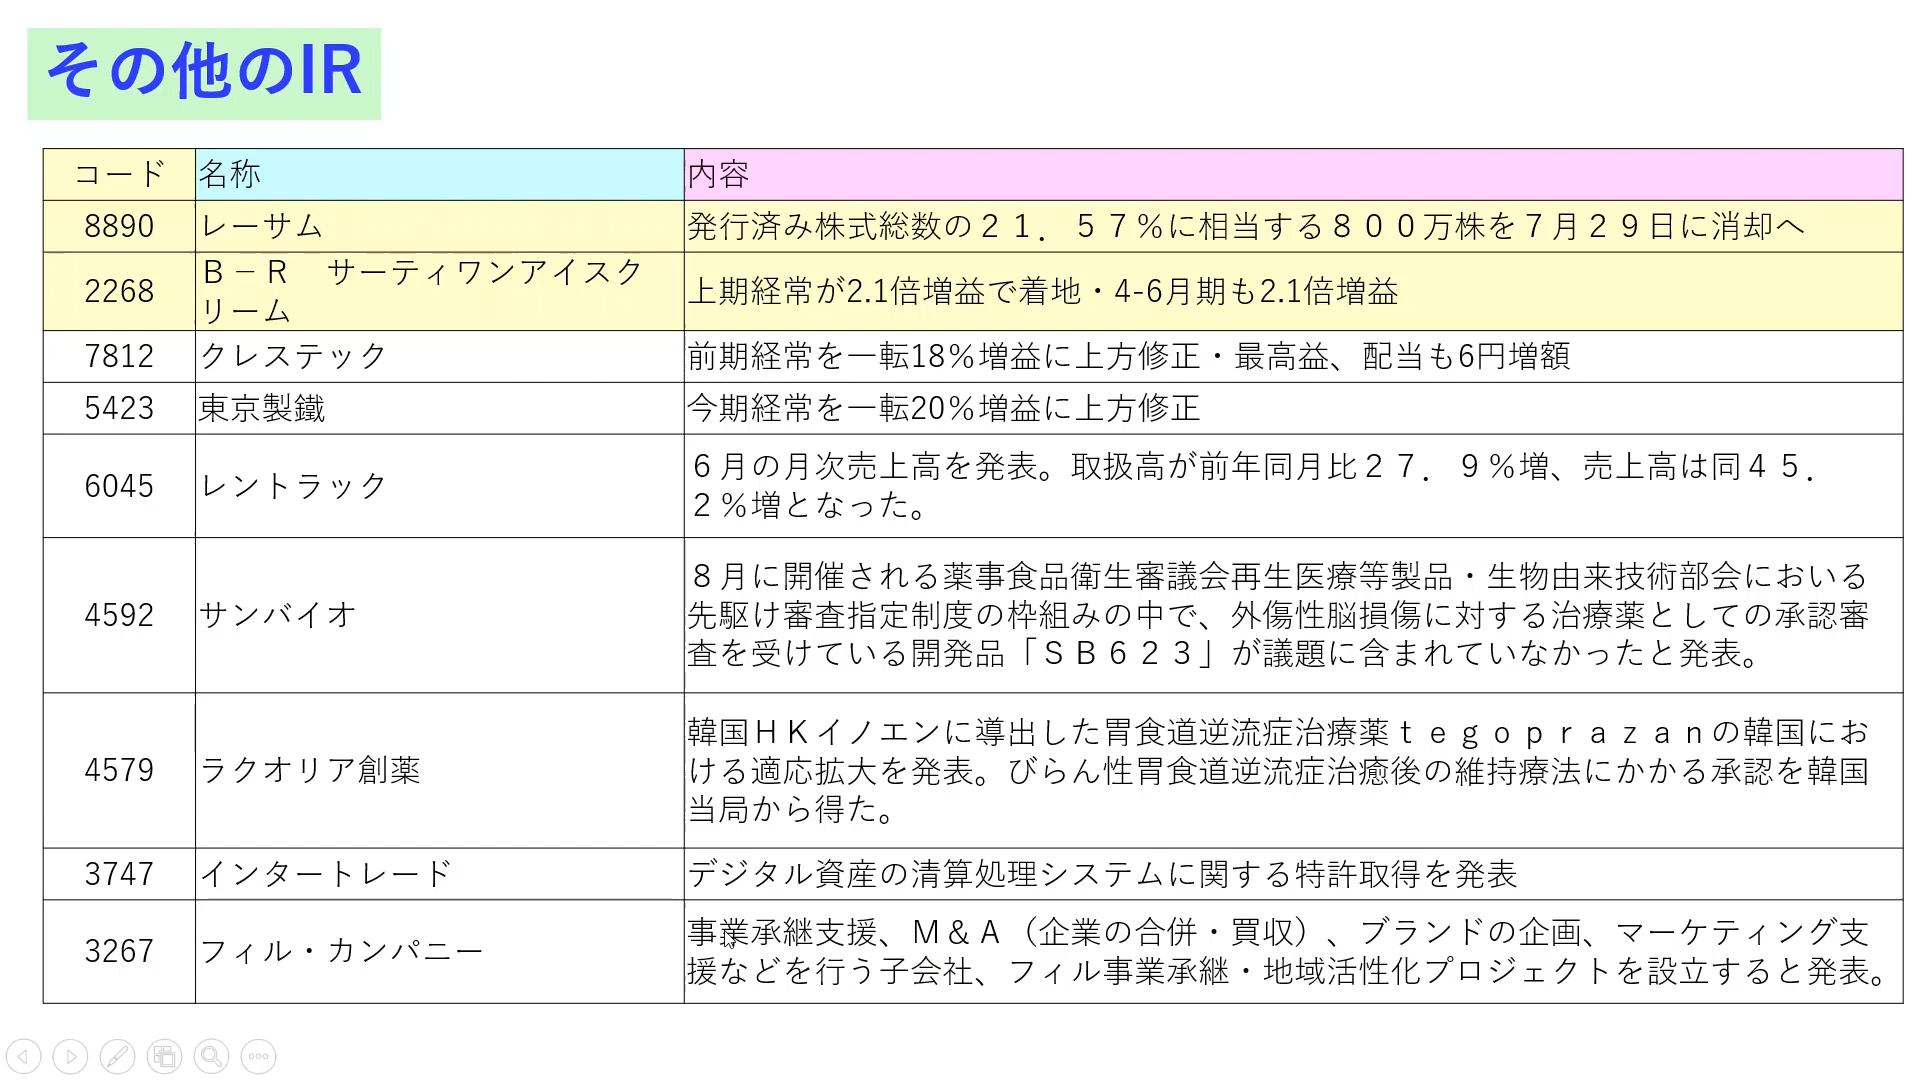 その他のIR
コード 名称 内容
8890 レーサム 発行済み株式総数の２１．５７％に相当する８００万株を７月２９日に消却へ
2268 Ｂ－Ｒ　サーティワンアイスク
リーム 上期経常が2.1倍増益で着地・4-6月期も2.1倍増益
7812 クレステック 前期経常を一転18％増益に上方修正・最高益、配当も6円増額
5423 東京製鐵 今期経常を一転20％増益に上方修正
6045 レントラック ６月の月次売上高を発表。取扱高が前年同月比２７．９％増、売上高は同４５．
２％増となった。
4592 サンバイオ ８月に開催される薬事食品衛生審議会再生医療等製品・生物由来技術部会における
先駆け審査指定制度の枠組みの中で、外傷性脳損傷に対する治療薬としての承認審
査を受けている開発品「ＳＢ６２３」が議題に含まれていなかったと発表。
4579 ラクオリア創薬 韓国ＨＫイノエンに導出した胃食道逆流症治療薬ｔｅｇｏｐｒａｚａｎの韓国にお
ける適応拡大を発表。びらん性胃食道逆流症治癒後の維持療法にかかる承認を韓国
当局から得た。
3747 インタートレード デジタル資産の清算処理システムに関する特許取得を発表
3267 フィル・カンパニー 事業承継支援、Ｍ＆Ａ（企業の合併・買収）、ブランドの企画、マーケティング支
援などを行う子会社、フィル事業承継・地域活性化プロジェクトを設立すると発表。